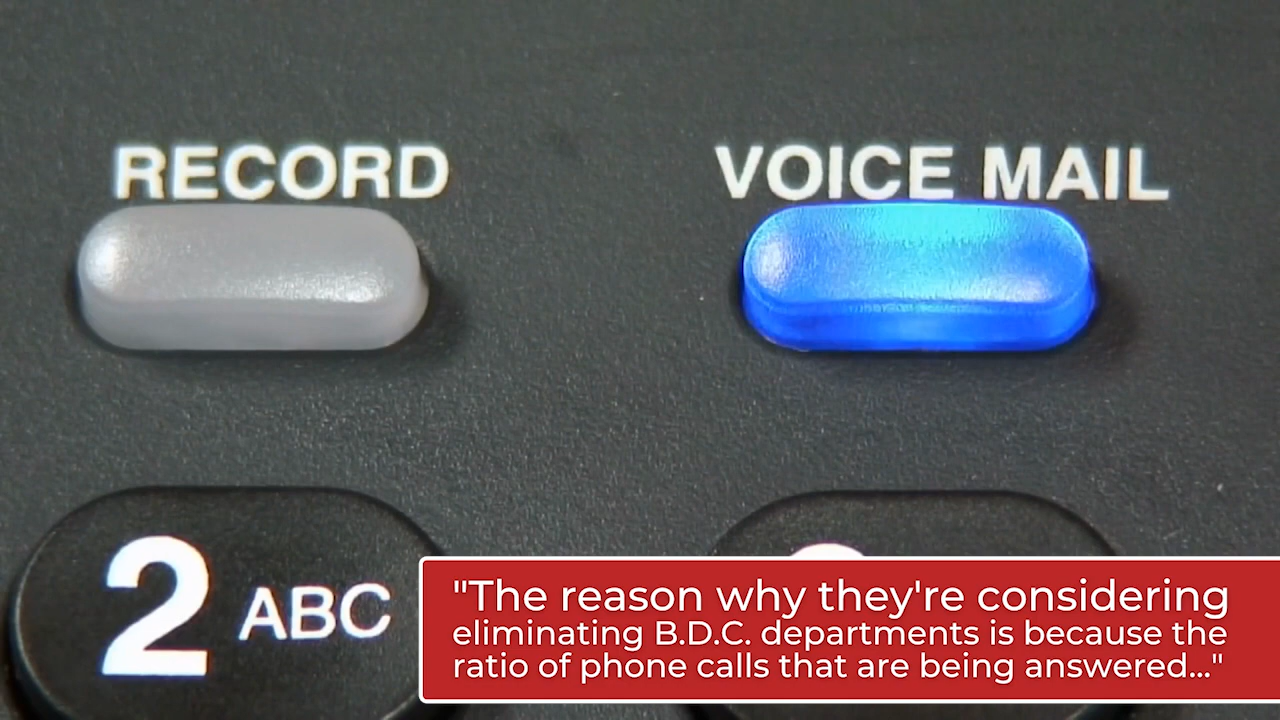 RECORD
VOICE MAIL
2 ABC
"The reason why they're considering
eliminating B.D.C. departments is because the
ratio of phone calls that are being answered..."